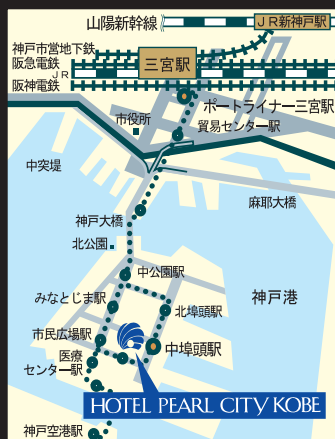 山陽新幹線
JR新神戸駅
神戸市営地下鉄
阪急電鉄
JR
阪神電鉄
三宮駅
ポートライナー三宮駅
市役所
貿易センター駅
中突堤
麻耶大橋
神戸大橋
北公園
中公園駅
みなとじま駅
北埠頭駅
神戸港
市民広場駅
中埠頭駅
医療
センター駅
HOTEL PEARL CITY KOBE
神戸空港駅